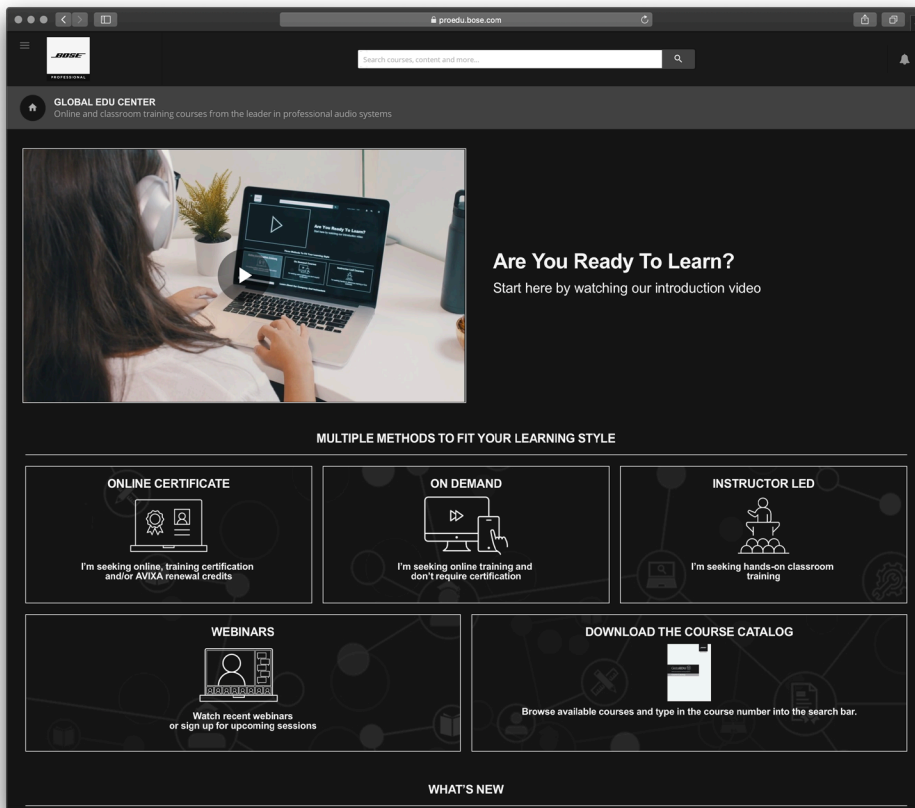 proedu.bose.com
BOSE
PROFESSIONAL
Search courses, content and more...
GLOBAL EDU CENTER
Online and classroom training courses from the leader in professional audio systems
Are You Ready To Learn?
Are You Ready To Learn?
Start here by watching our introduction video
MULTIPLE METHODS TO FIT YOUR LEARNING STYLE
ONLINE CERTIFICATE
I'm seeking online, training certification
and/or AVIXA renewal credits
ON DEMAND
I'm seeking online training and
don't require certification
INSTRUCTOR LED
I'm seeking hands-on classroom
training
WEBINARS
Watch recent webinars
or sign up for upcoming sessions
DOWNLOAD THE COURSE CATALOG
Browse available courses and type in the course number into the search bar.
WHAT'S NEW